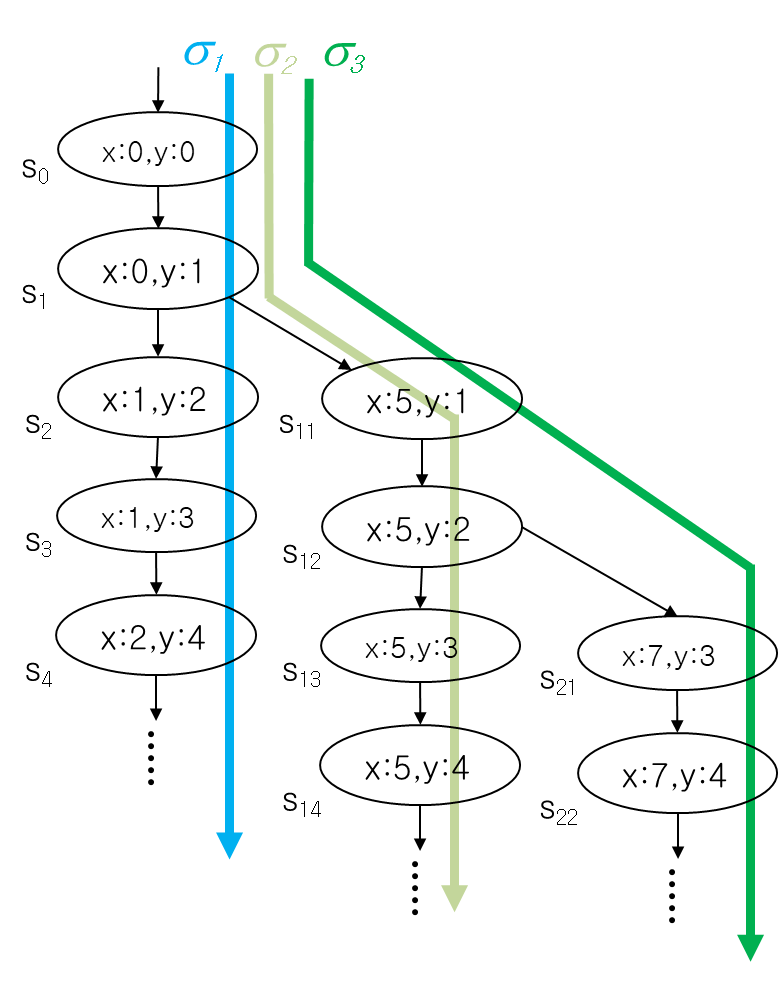 σ1 σ2 σ3
x:0,y:0
S0
x:0,y:1
S1
x:1,y:2
S2
x:5,y:1
S11
x:1,y:3
S3
x:5,y:2
S12
x:2,y:4
S4
x:5,y:3
S13
x:7,y:3
S21
x:5,y:4
S14
x:7,y:4
S22